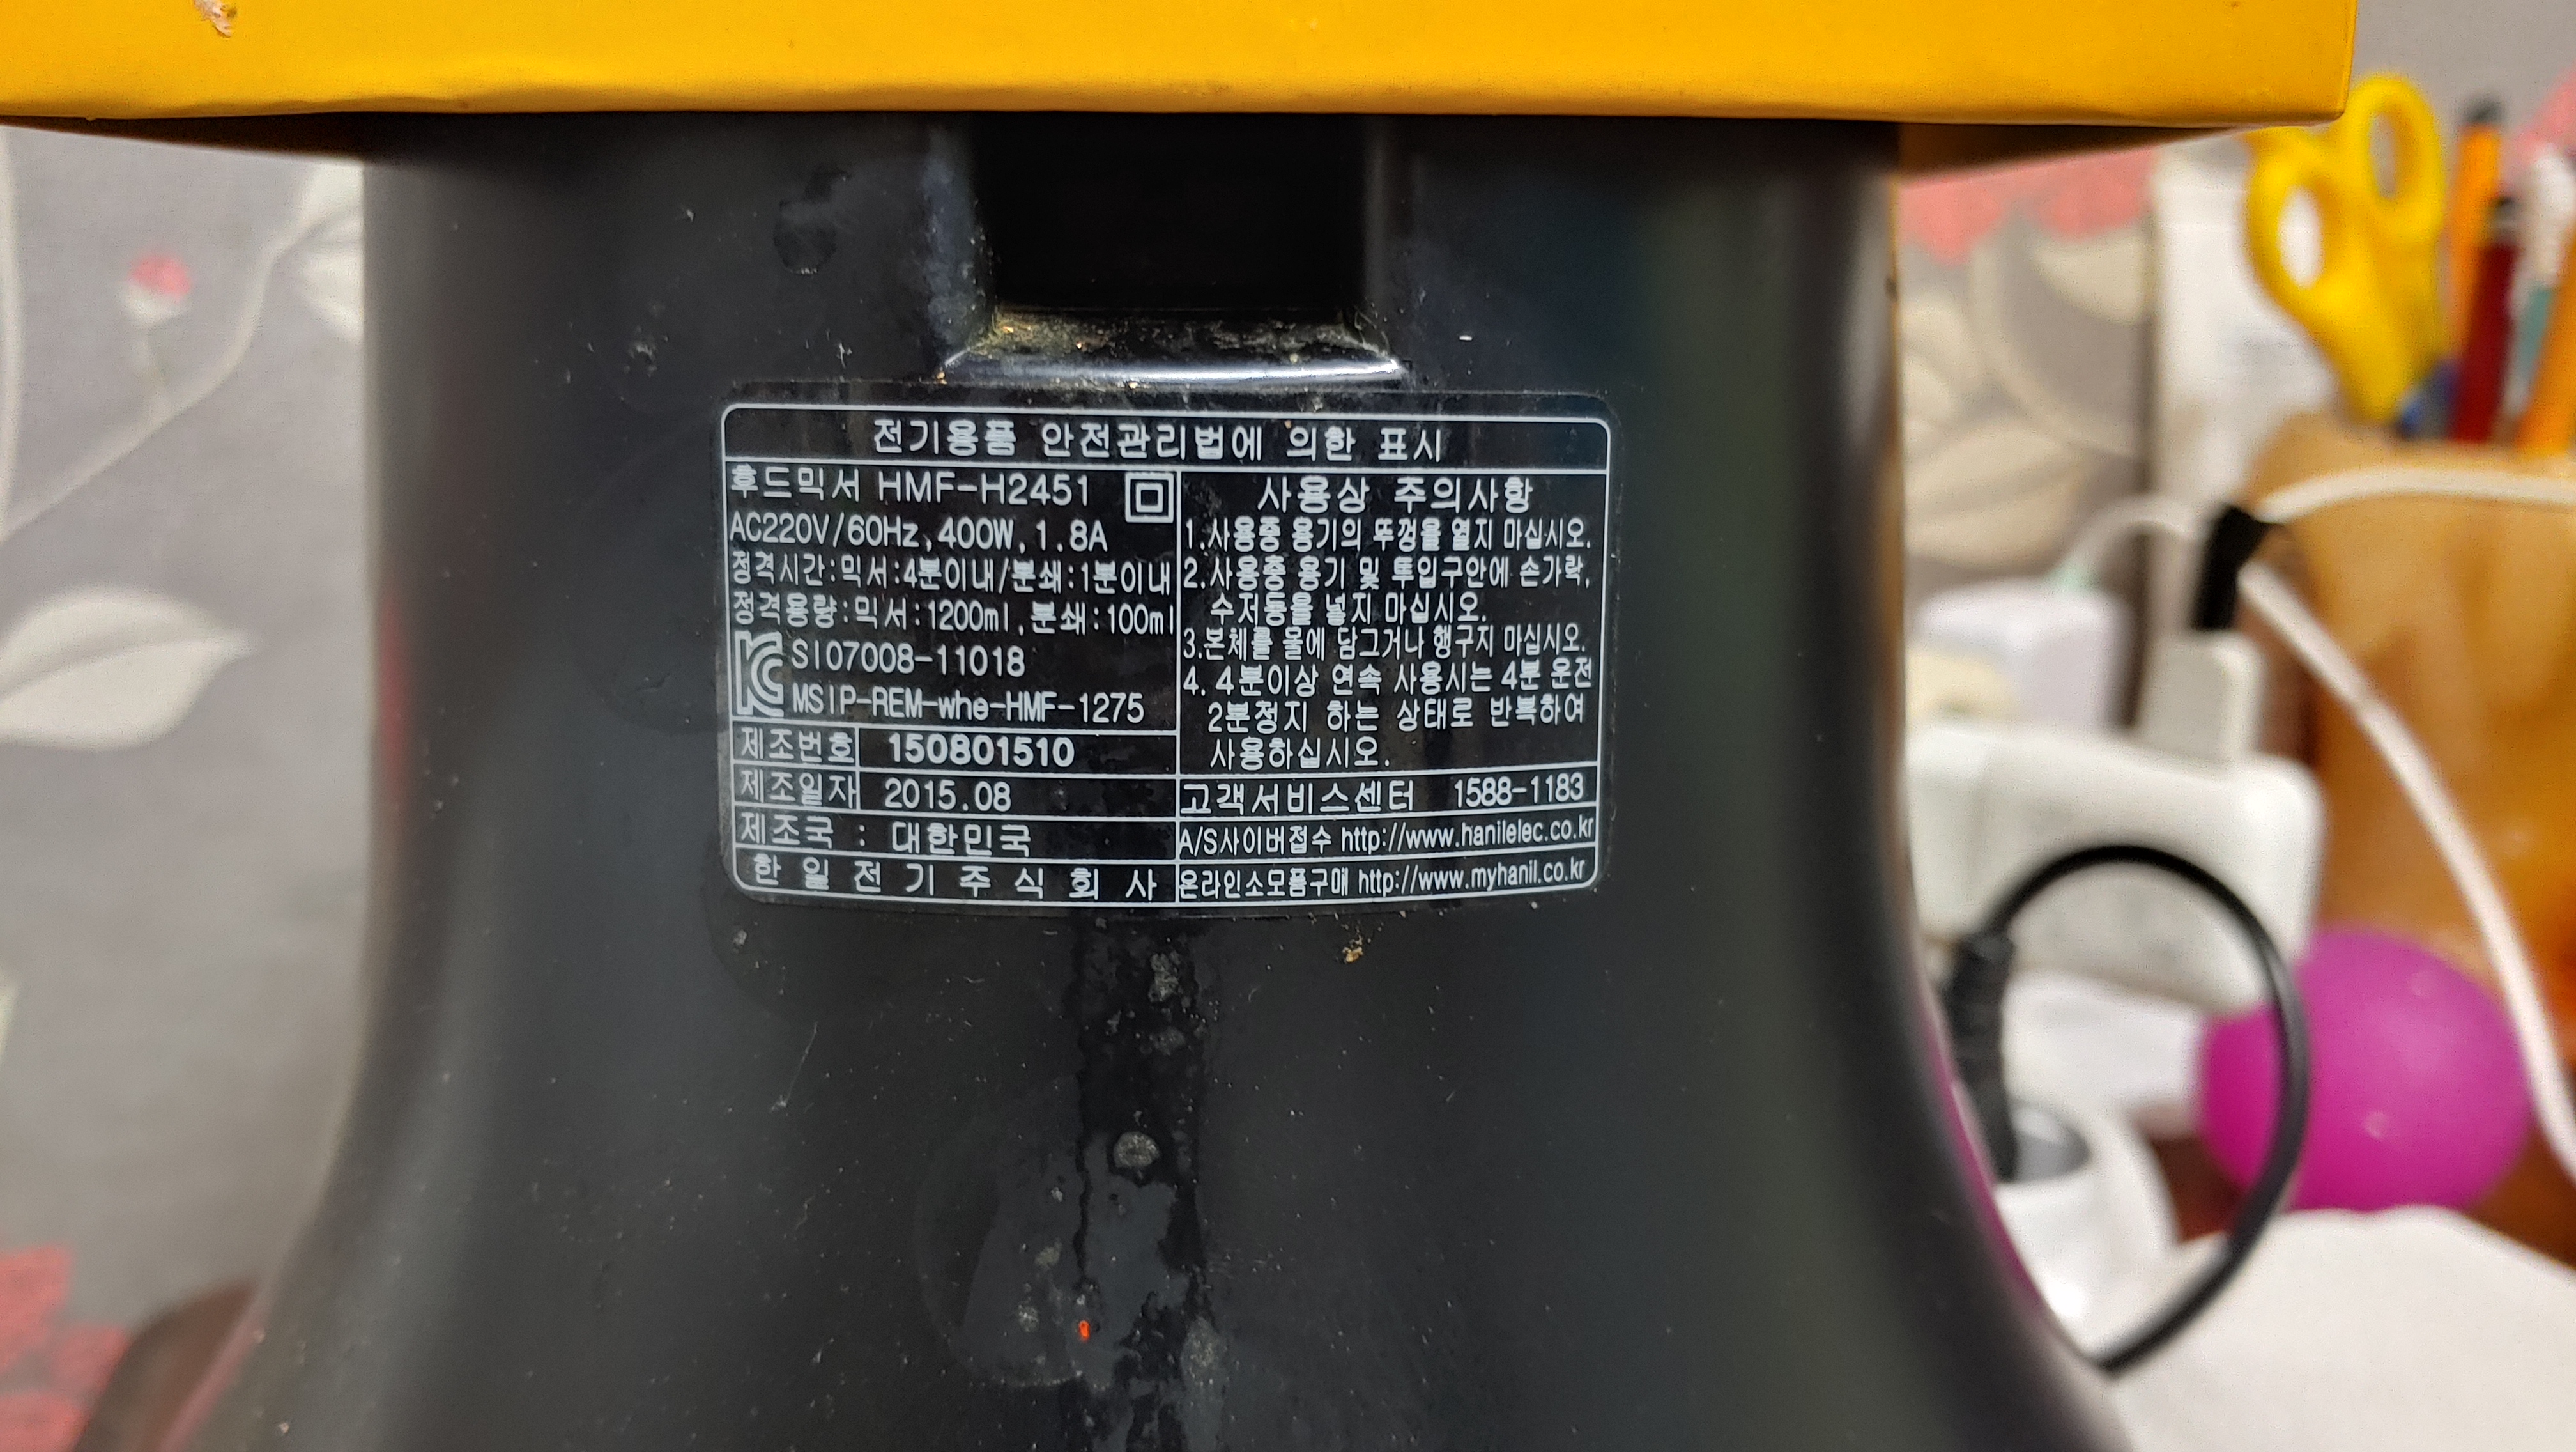 전기용품 안전관리법에 의한 표시
후드믹서 HMF-H2451
AC220V/60Hz,400W,1.8A
정격시간:믹서:4분이내/분쇄:1분이내
정격용량:믹서:1200ml,분쇄:100ml
SI07008-11018
MSIP-REM-whe-HMF-1275
제조번호 150801510
제조일자 2015.08
제조국 : 대한민국
한일전기주식회사
사용상 주의사항
1.사용중 용기의 뚜껑을 열지 마십시오.
2.사용중 용기 및 투입구안에 손가락,
수저등을 넣지 마십시오.
3.본체를 물에 담그거나 행구지 마십시오.
4. 4분이상 연속 사용시는 4분 운전
2분정지 하는 상태로 반복하여
사용하십시오.
고객서비스센터 1588-1183
A/S사이버접수 http://www.hanilelec.co.kr
온라인소모품구매 http://www.myhanil.co.kr